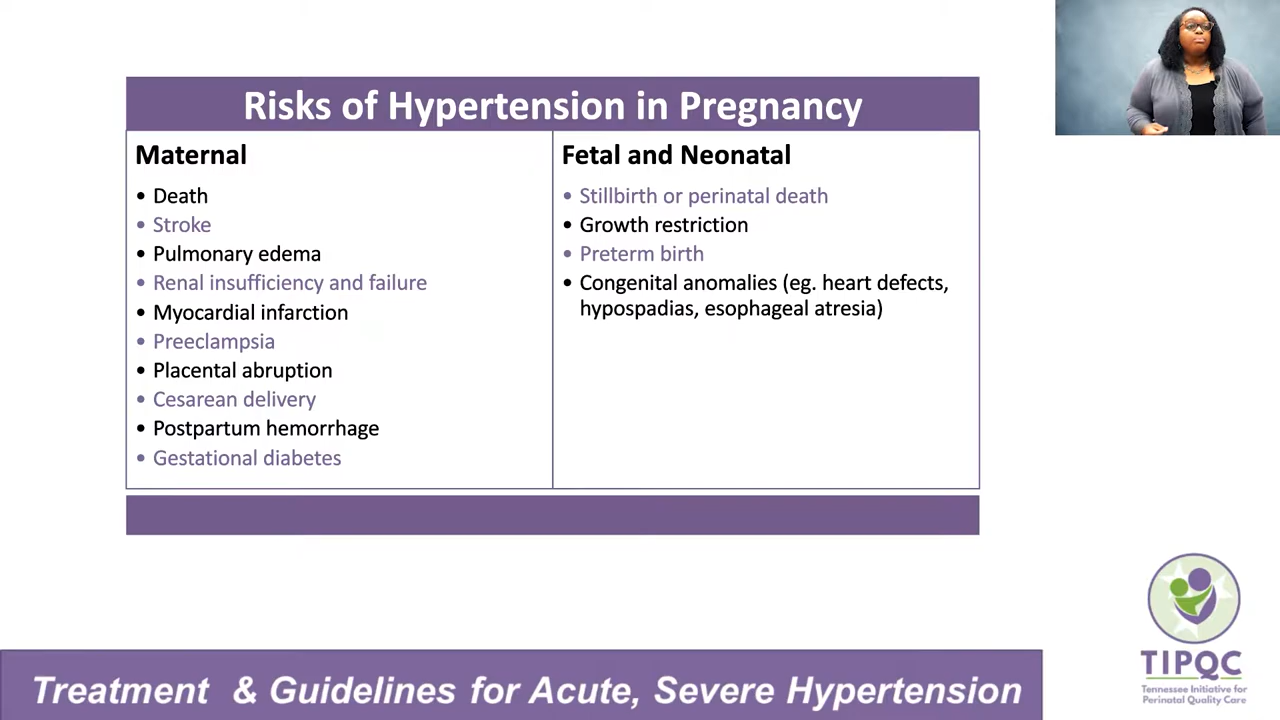 Risks of Hypertension in Pregnancy
Maternal
• Death
• Stroke
• Pulmonary edema
• Renal insufficiency and failure
• Myocardial infarction
• Preeclampsia
• Placental abruption
• Cesarean delivery
• Postpartum hemorrhage
• Gestational diabetes
Fetal and Neonatal
• Stillbirth or perinatal death
• Growth restriction
• Preterm birth
• Congenital anomalies (eg. heart defects,
hypospadias, esophageal atresia)
Treatment & Guidelines for Acute, Severe Hypertension
TIPQC
Tennessee Initiative for
Perinatal Quality Care